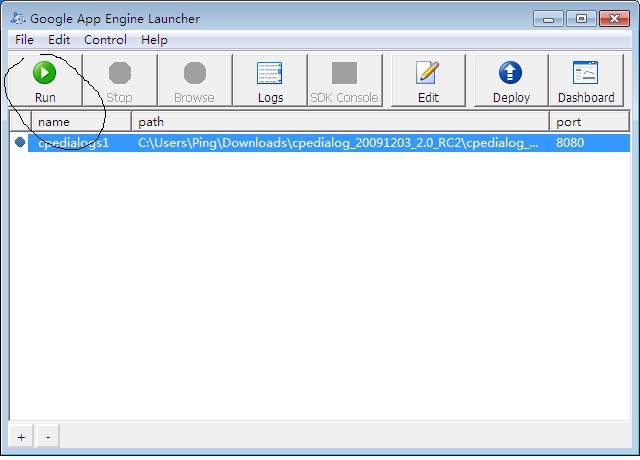 Google App Engine Launcher
File Edit Control Help
Run Stop Browse Logs SDK Console Edit Deploy Dashboard
name path port
cpedialogs1 C:\Users\Ping\Downloads\cpedialog_20091203_2.0_RC2\cpedialog_... 8080
+ -